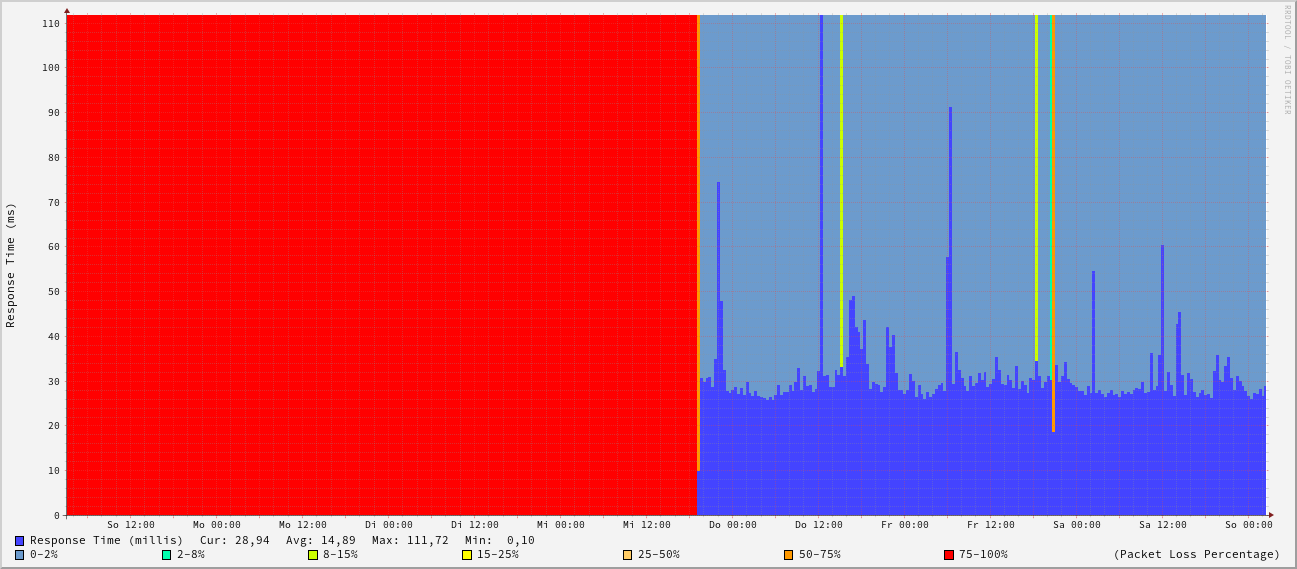 RRDTOOL / TOBI OETIKER
Response Time (ms)
110
100
90
80
70
60
50
40
30
20
10
0
So 12:00 Mo 00:00 Mo 12:00 Di 00:00 Di 12:00 Mi 00:00 Mi 12:00 Do 00:00 Do 12:00 Fr 00:00 Fr 12:00 Sa 00:00 Sa 12:00 So 00:00
Response Time (millis) Cur: 28,94 Avg: 14,89 Max: 111,72 Min: 0,10
0-2% 2-8% 8-15% 15-25% 25-50% 50-75% 75-100% (Packet Loss Percentage)